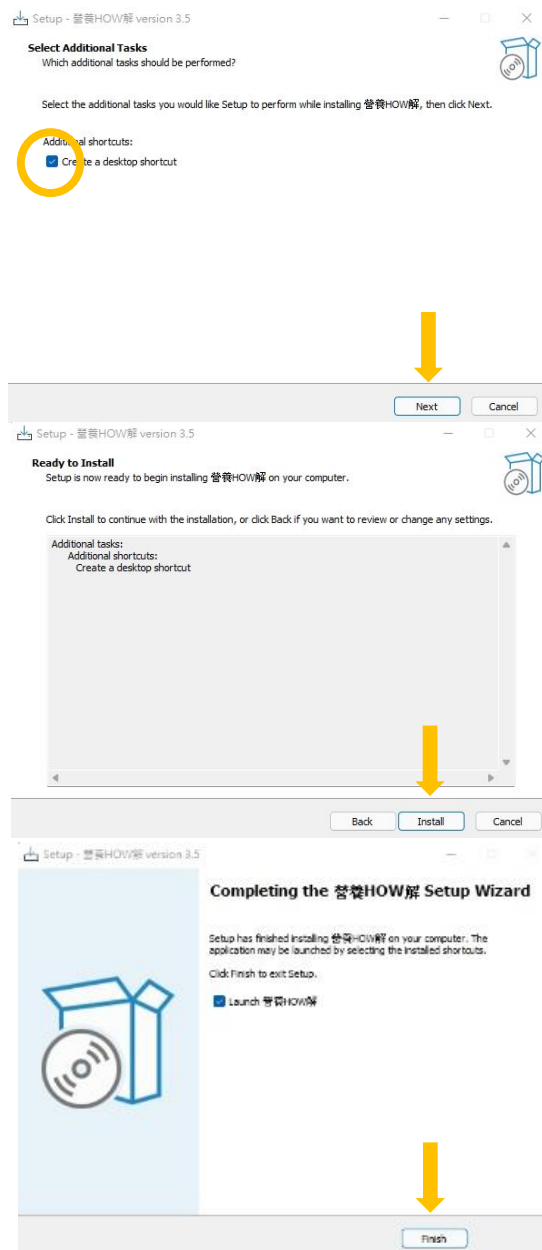 Setup - 營養HOW解 version 3.5
Select Additional Tasks
Which additional tasks should be performed?
Select the additional tasks you would like Setup to perform while installing 營養HOW解, then click Next.
Additional shortcuts:
Create a desktop shortcut
Next
Cancel
Setup - 營養HOW解 version 3.5
Ready to Install
Setup is now ready to begin installing 營養HOW解 on your computer.
Click Install to continue with the installation, or click Back if you want to review or change any settings.
Additional tasks:
Additional shortcuts:
Create a desktop shortcut
Back
Install
Cancel
Setup - 營養HOW解 version 3.5
Completing the 營養HOW解 Setup Wizard
Setup has finished installing 營養HOW解 on your computer. The
application may be launched by selecting the installed shortcuts.
Click Finish to exit Setup.
Launch 營養HOW解
Finish